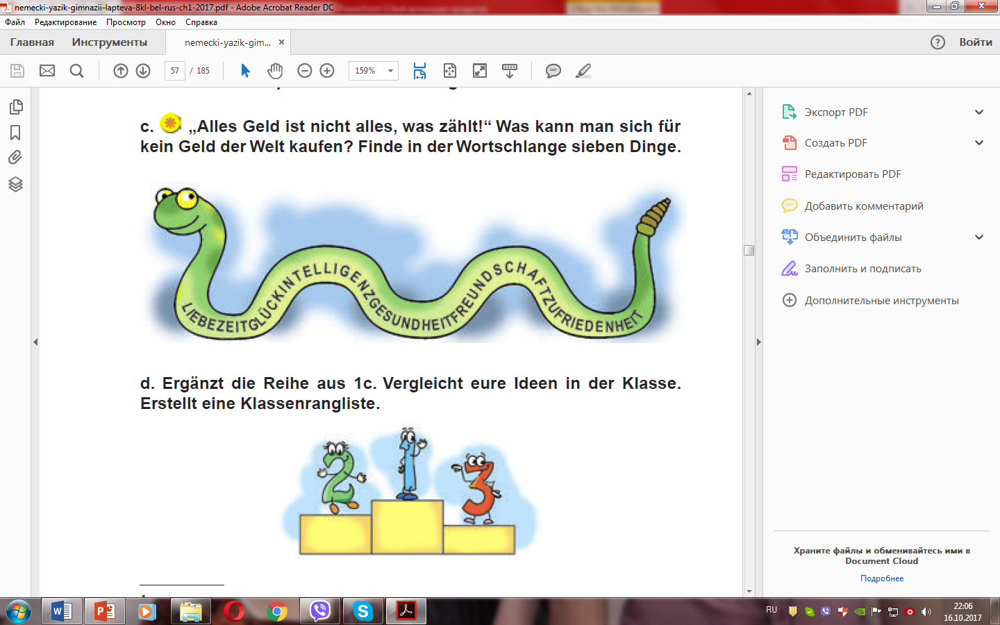 nemecki-yazik-gimnazii-lapteva-8kl-bel-rus-ch1-2017.pdf - Adobe Acrobat Reader DC
Файл Редактирование Просмотр Окно Справка
Главная Инструменты nemecki-yazik-gim... × Войти
57 / 185 159%
c. „Alles Geld ist nicht alles, was zählt!“ Was kann man sich für
kein Geld der Welt kaufen? Finde in der Wortschlange sieben Dinge.
LIEBEZEITGLÜCKINTELLIGENZGESUNDHEITFREUNDSCHAFTZUFRIEDENHEIT
d. Ergänzt die Reihe aus 1c. Vergleicht eure Ideen in der Klasse.
Erstellt eine Klassenrangliste.
2 1 3
Экспорт PDF
Создать PDF
Редактировать PDF
Добавить комментарий
Объединить файлы
Заполнить и подписать
Дополнительные инструменты
Храните файлы и обменивайтесь ими в
Document Cloud
Подробнее
RU
22:06
16.10.2017